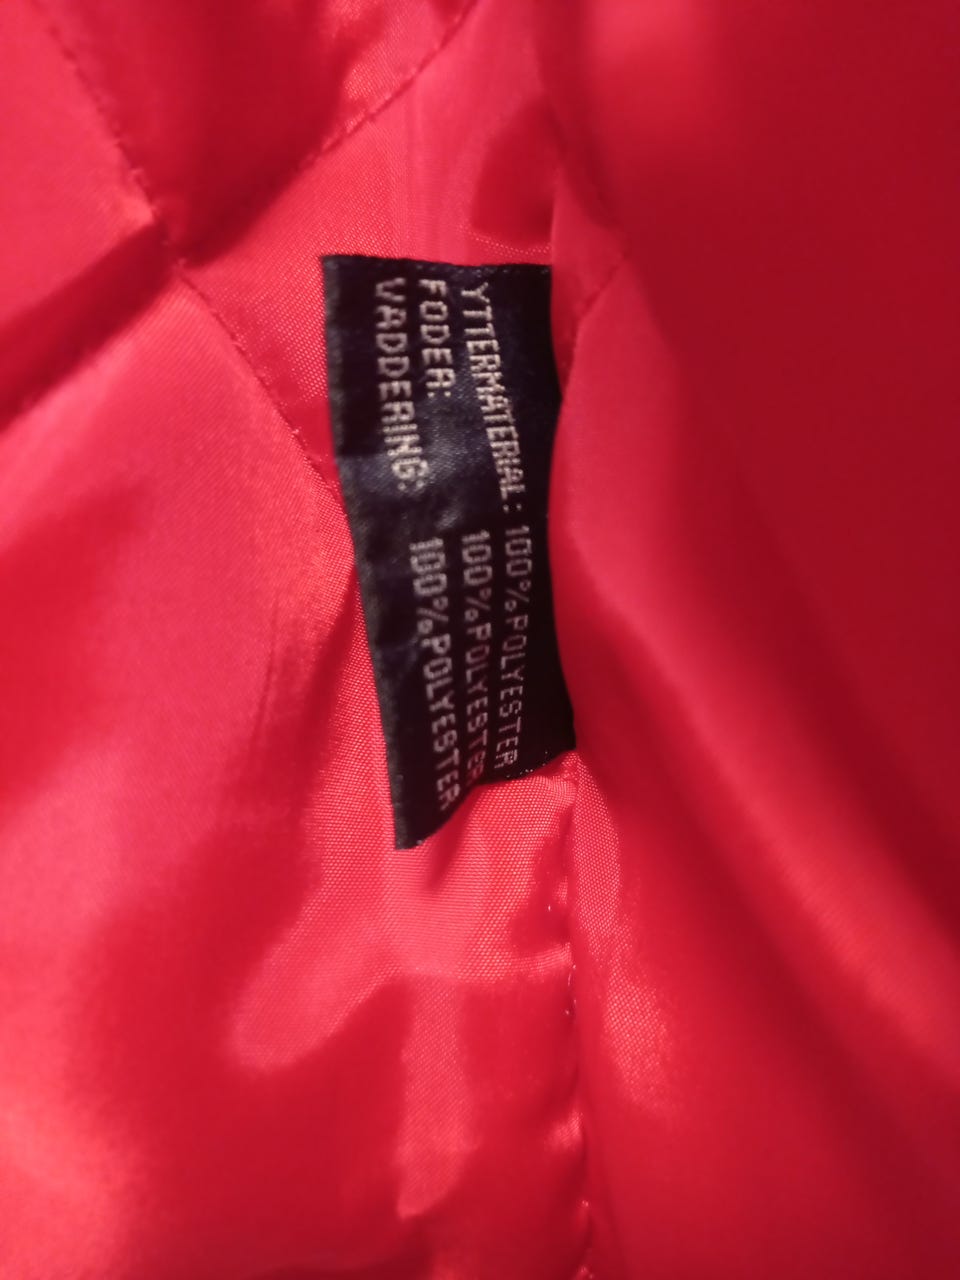 YTTERMATERIAL: 100%POLYESTER
FODER: 100%POLYESTER
VADDERING: 100%POLYESTER